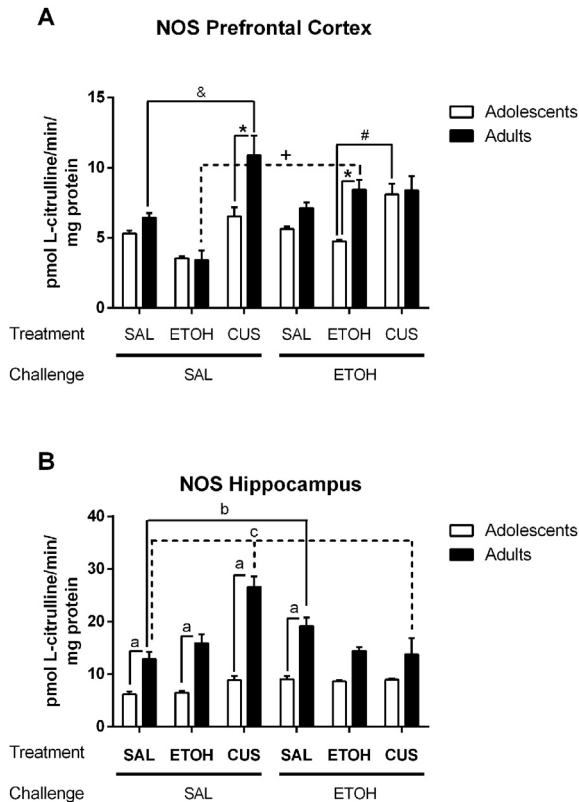 A
NOS Prefrontal Cortex
pmol L-citrulline/min/
mg protein
15
10
5
0
&
*
+
*
#
Adolescents
Adults
Treatment SAL ETOH CUS SAL ETOH CUS
Challenge SAL ETOH
B
NOS Hippocampus
pmol L-citrulline/min/
mg protein
40
30
20
10
0
b
c
a
a
a
a
Adolescents
Adults
Treatment SAL ETOH CUS SAL ETOH CUS
Challenge SAL ETOH